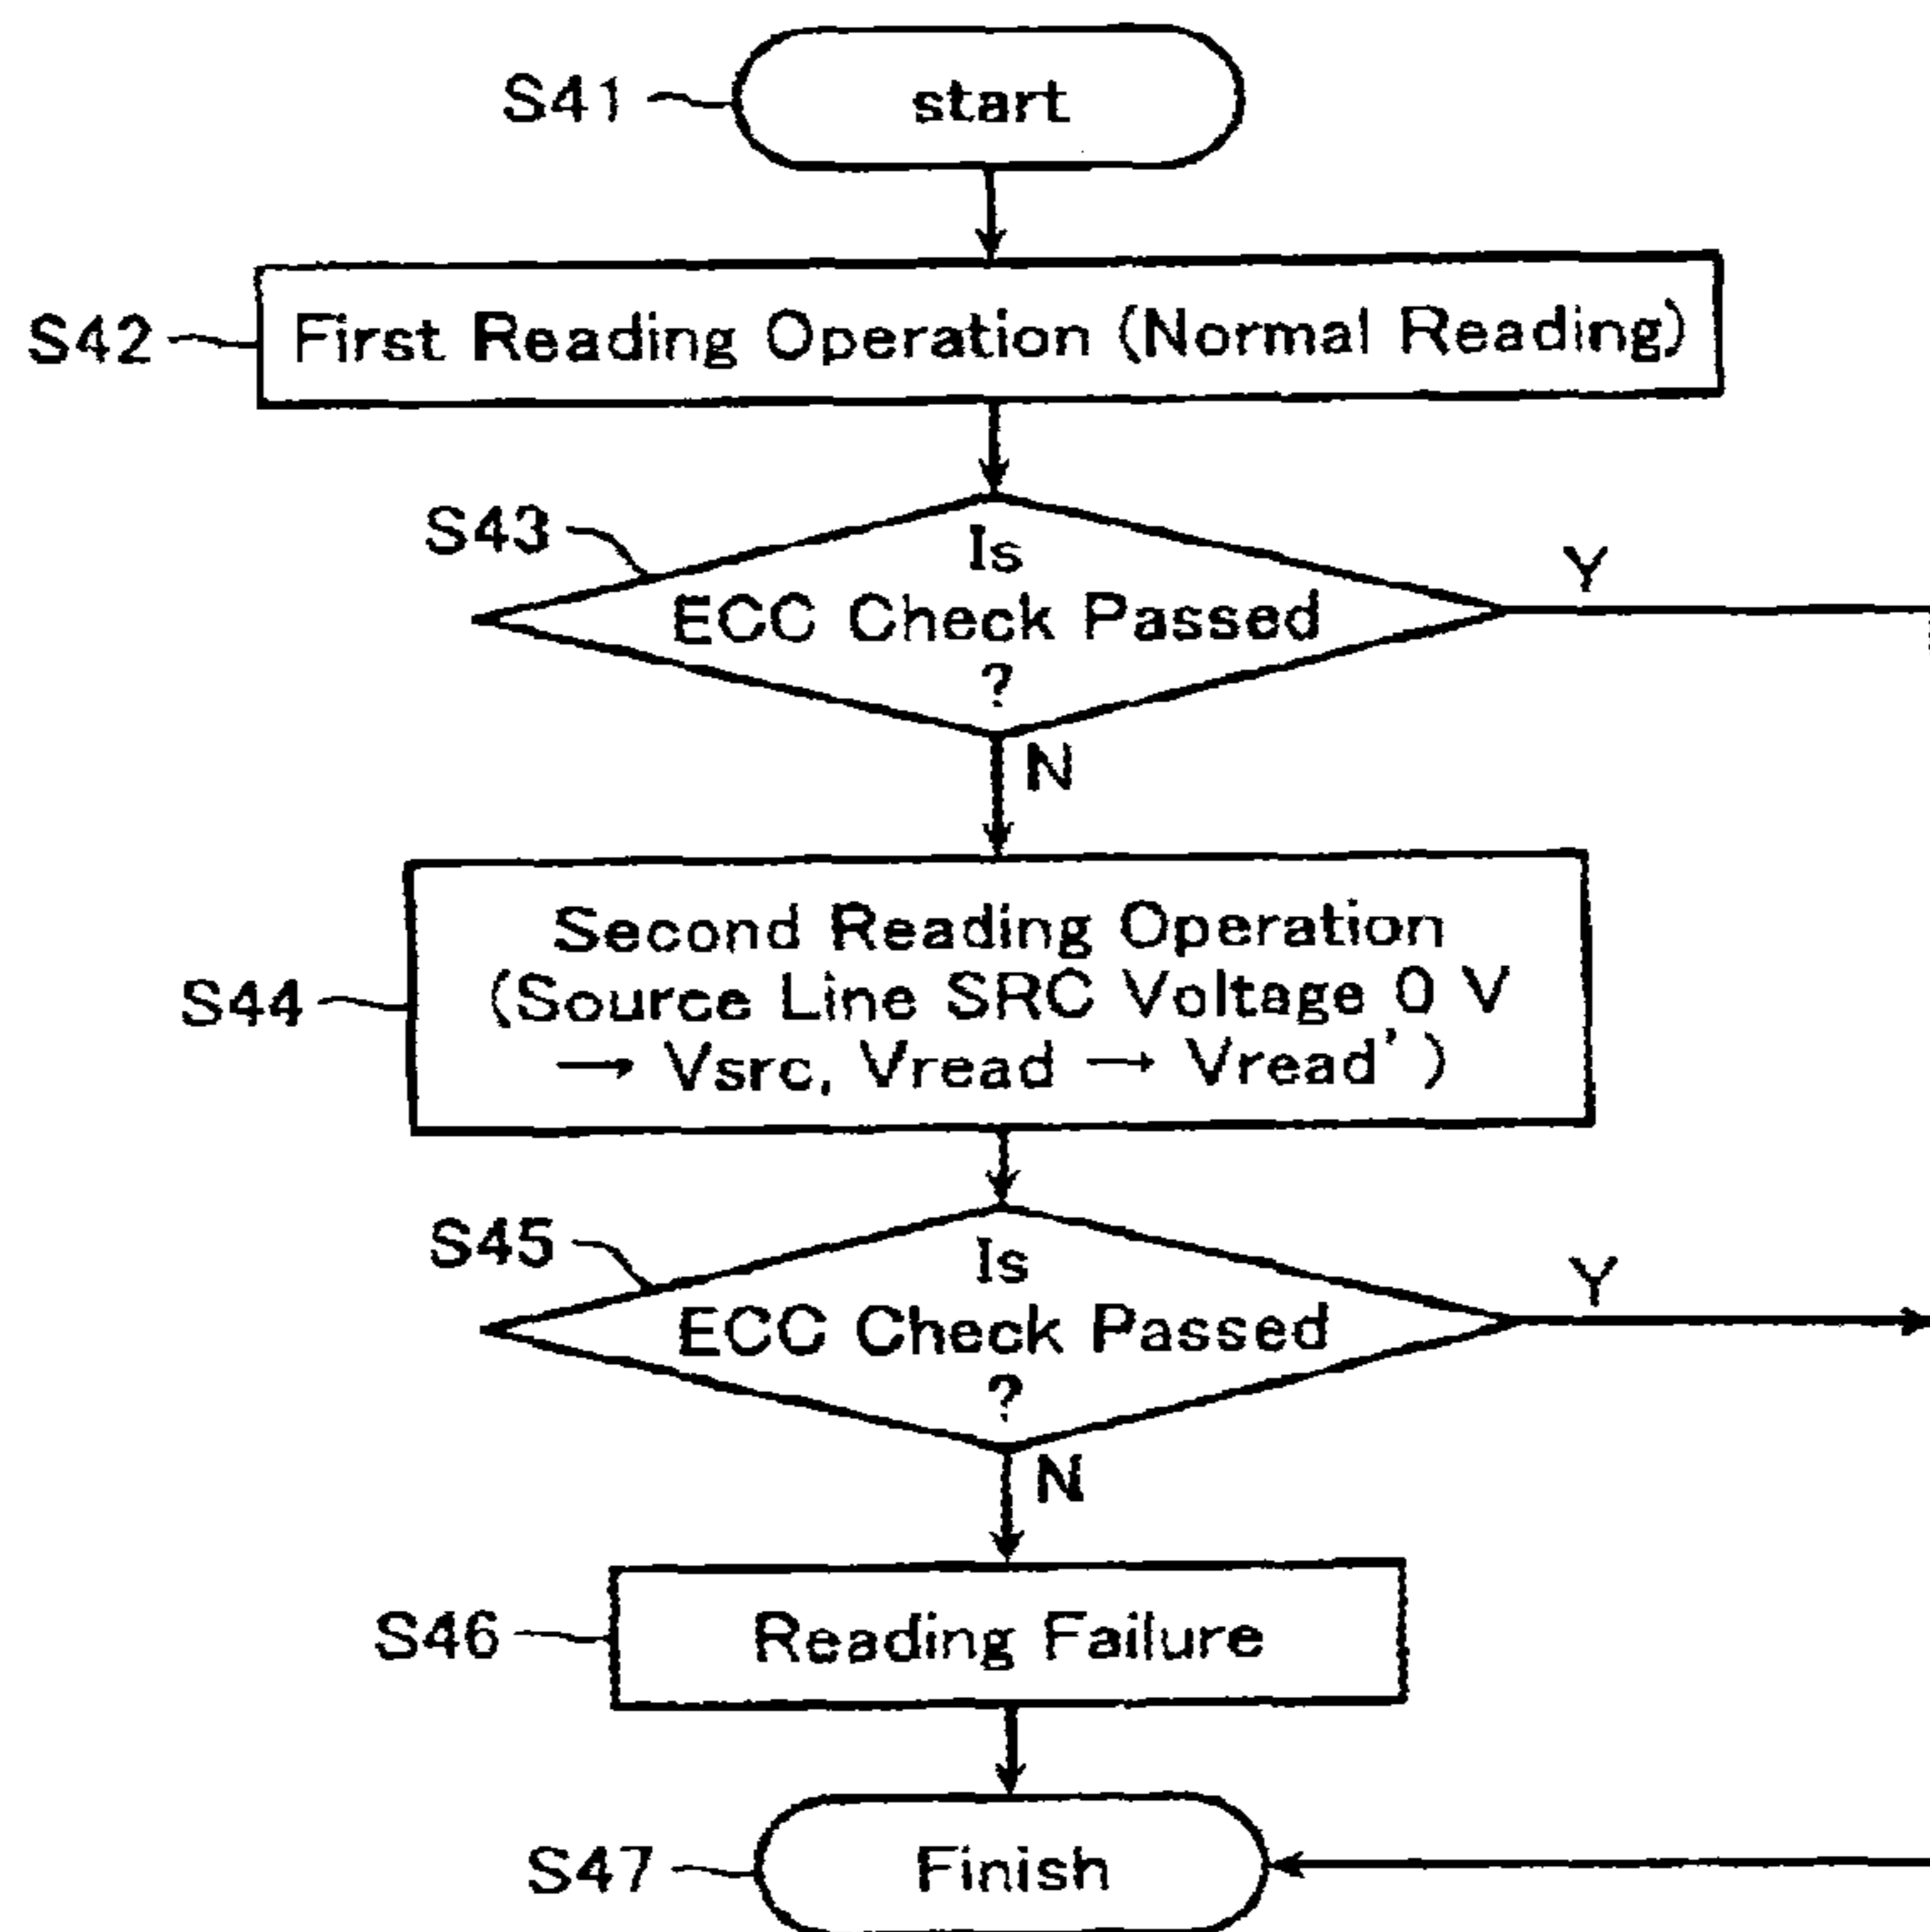 S41
start
S42
First Reading Operation (Normal Reading)
S43
Is
ECC Check Passed
?
Y
N
S44
Second Reading Operation
(Source Line SRC Voltage 0 V
→ Vsrc, Vread → Vread')
S45
Is
ECC Check Passed
?
Y
N
S46
Reading Failure
S47
Finish